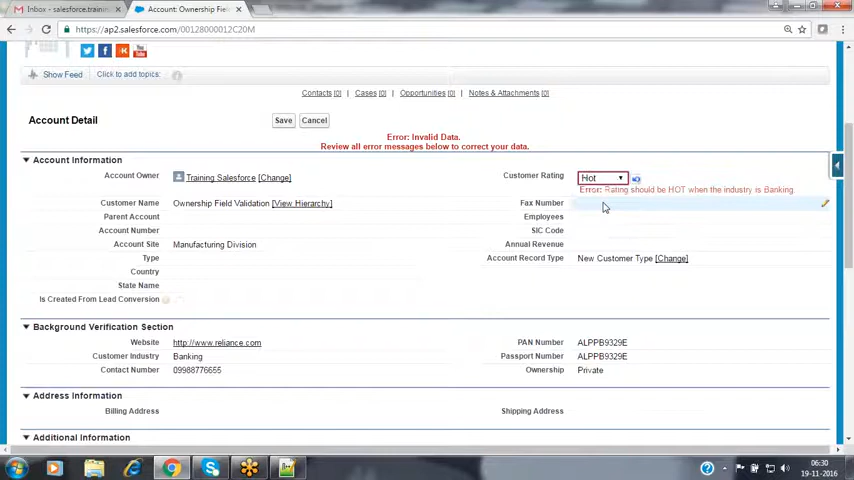 Inbox - salesforce.trainin
Account: Ownership Fiel
https://ap2.salesforce.com/00128000012C20M
You
Show Feed
Click to add topics:
Contacts [0] | Cases [0] | Opportunities [0] | Notes & Attachments [0]
Account Detail
Save
Cancel
Error: Invalid Data.
Review all error messages below to correct your data.
Account Information
Account Owner Training Salesforce [Change] Customer Rating Hot
Error: Rating should be HOT when the industry is Banking.
Customer Name Ownership Field Validation [View Hierarchy] Fax Number
Parent Account Employees
Account Number SIC Code
Account Site Manufacturing Division Annual Revenue
Type Account Record Type New Customer Type [Change]
Country
State Name
Is Created From Lead Conversion
Background Verification Section
Website http://www.reliance.com PAN Number ALPPB9329E
Customer Industry Banking Passport Number ALPPB9329E
Contact Number 09988776655 Ownership Private
Address Information
Billing Address Shipping Address
Additional Information
06:30
19-11-2016